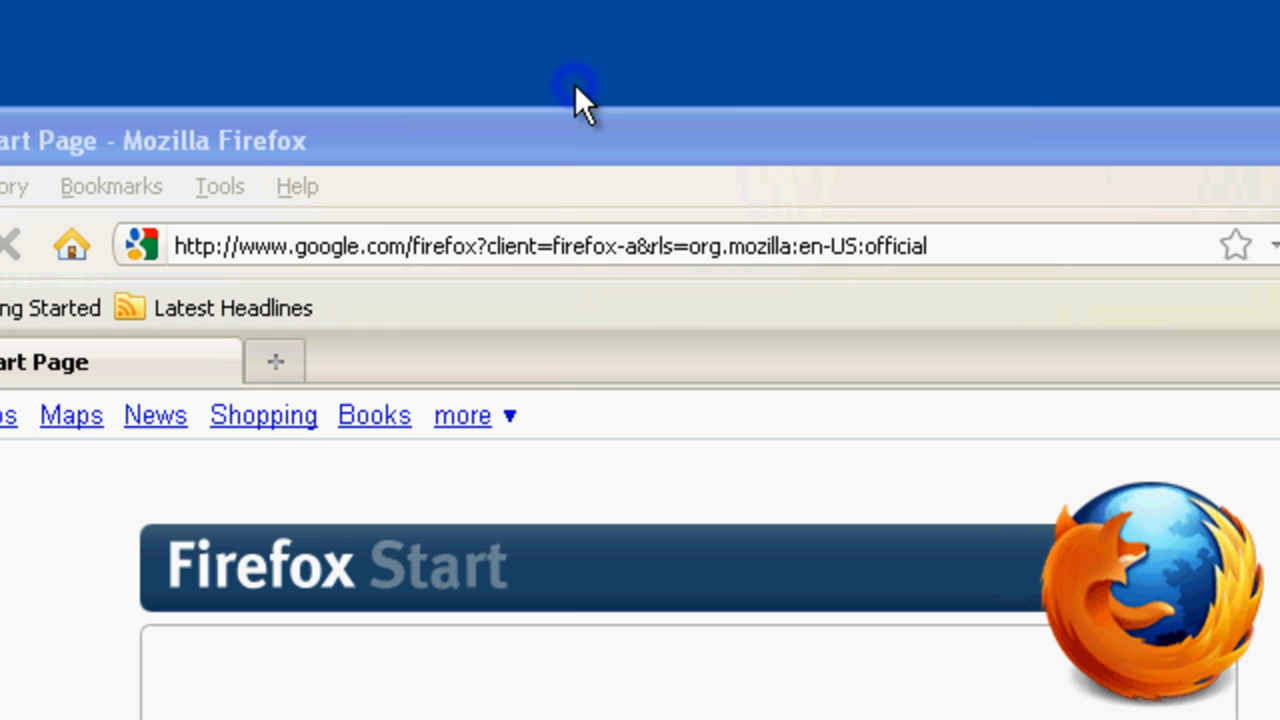 art Page - Mozilla Firefox
ory Bookmarks Tools Help
http://www.google.com/firefox?client=firefox-a&rls=org.mozilla:en-US:official
ng Started Latest Headlines
art Page
os Maps News Shopping Books more ▼
Firefox Start